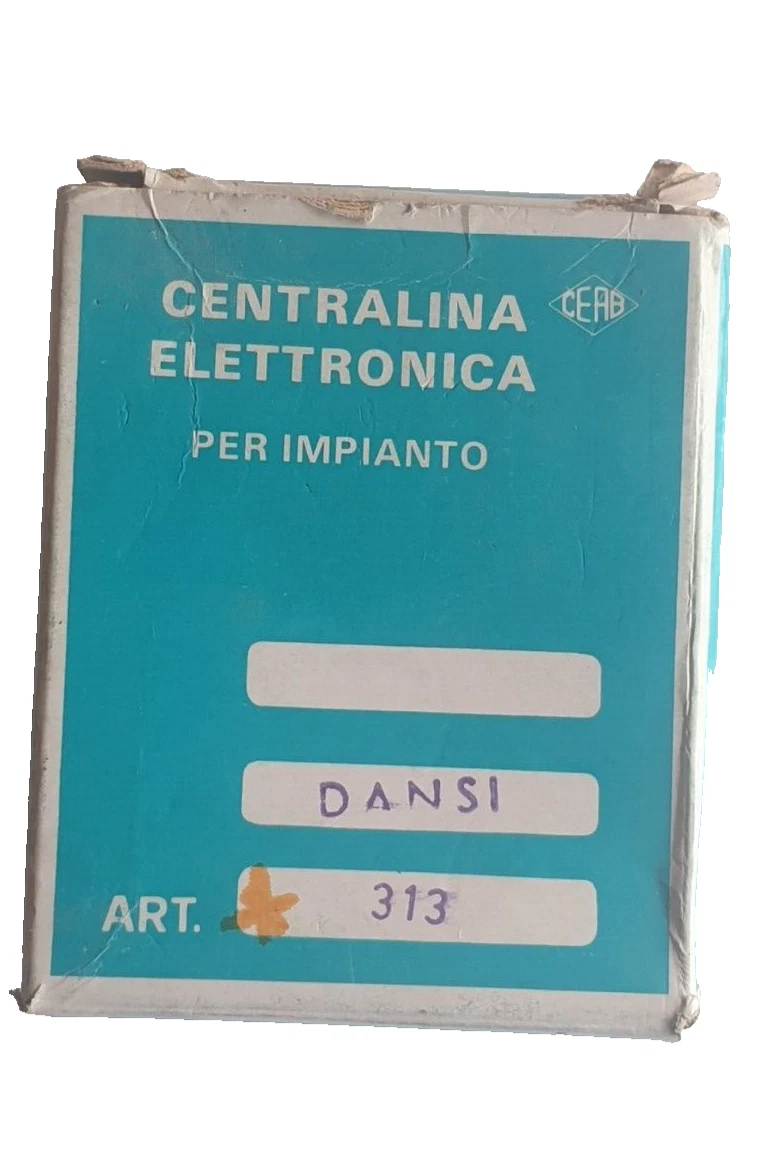 CENTRALINA
CEAB
ELETTRONICA
PER IMPIANTO
DANSI
ART. 313